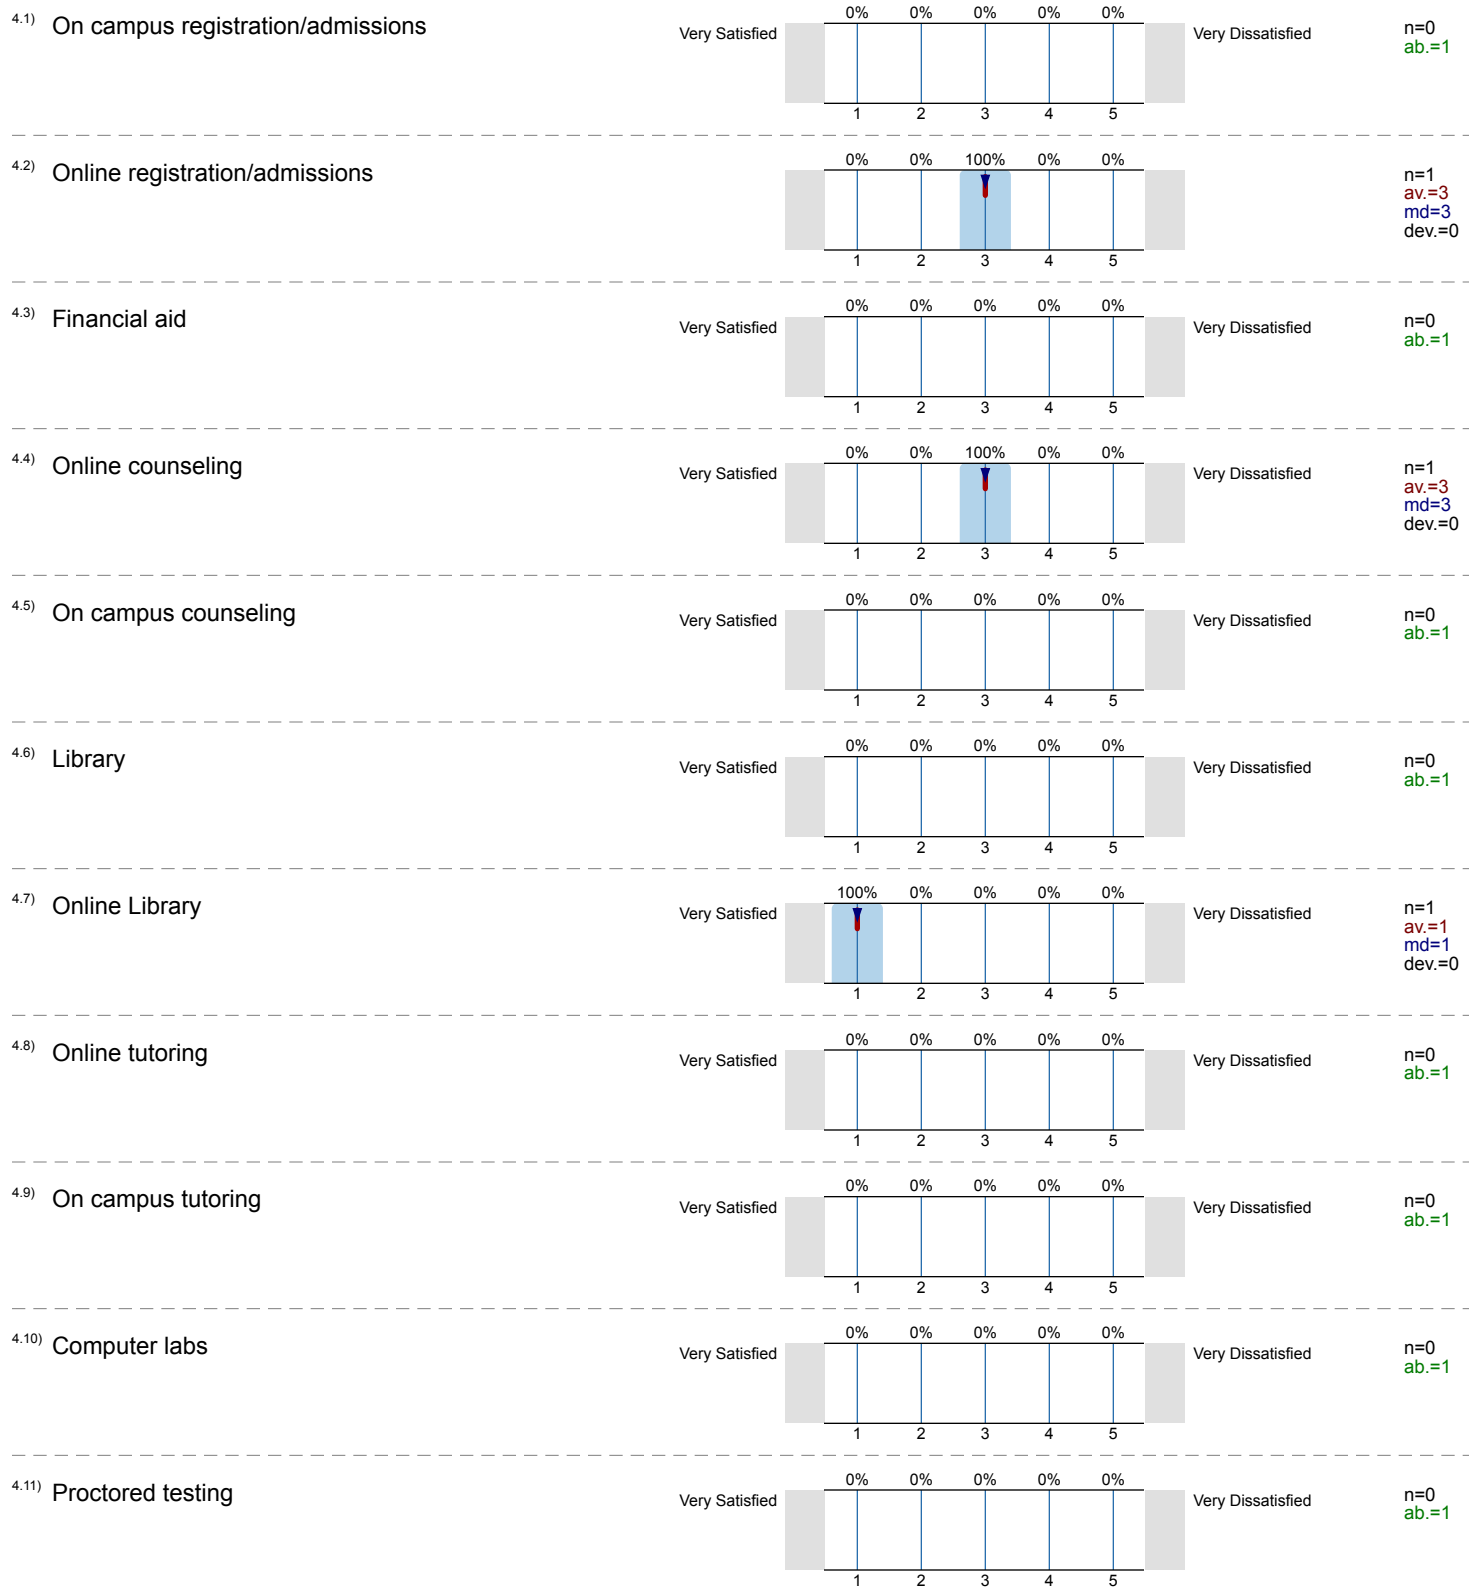 4.1) On campus registration/admissions
0% 0% 0% 0% 0%
Very Satisfied Very Dissatisfied n=0
ab.=1
1 2 3 4 5
4.2) Online registration/admissions
0% 0% 100% 0% 0%
n=1
av.=3
md=3
dev.=0
1 2 3 4 5
4.3) Financial aid
0% 0% 0% 0% 0%
Very Satisfied Very Dissatisfied n=0
ab.=1
1 2 3 4 5
4.4) Online counseling
0% 0% 100% 0% 0%
Very Satisfied Very Dissatisfied n=1
av.=3
md=3
dev.=0
1 2 3 4 5
4.5) On campus counseling
0% 0% 0% 0% 0%
Very Satisfied Very Dissatisfied n=0
ab.=1
1 2 3 4 5
4.6) Library
0% 0% 0% 0% 0%
Very Satisfied Very Dissatisfied n=0
ab.=1
1 2 3 4 5
4.7) Online Library
100% 0% 0% 0% 0%
Very Satisfied Very Dissatisfied n=1
av.=1
md=1
dev.=0
1 2 3 4 5
4.8) Online tutoring
0% 0% 0% 0% 0%
Very Satisfied Very Dissatisfied n=0
ab.=1
1 2 3 4 5
4.9) On campus tutoring
0% 0% 0% 0% 0%
Very Satisfied Very Dissatisfied n=0
ab.=1
1 2 3 4 5
4.10) Computer labs
0% 0% 0% 0% 0%
Very Satisfied Very Dissatisfied n=0
ab.=1
1 2 3 4 5
4.11) Proctored testing
0% 0% 0% 0% 0%
Very Satisfied Very Dissatisfied n=0
ab.=1
1 2 3 4 5